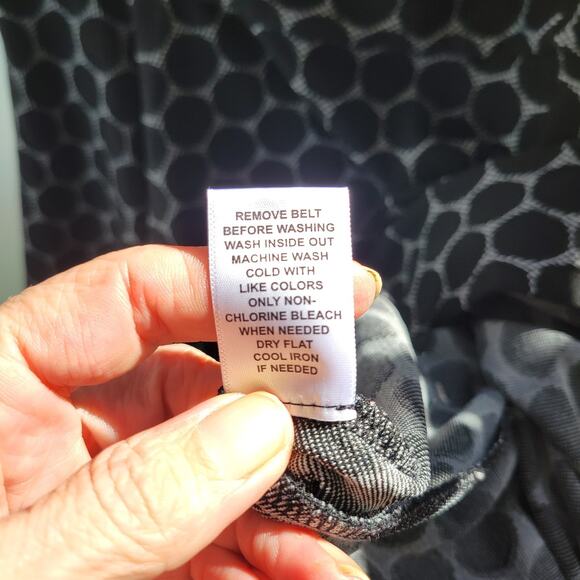 REMOVE BELT
BEFORE WASHING
WASH INSIDE OUT
MACHINE WASH
COLD WITH
LIKE COLORS
ONLY NON-
CHLORINE BLEACH
WHEN NEEDED
DRY FLAT
COOL IRON
IF NEEDED